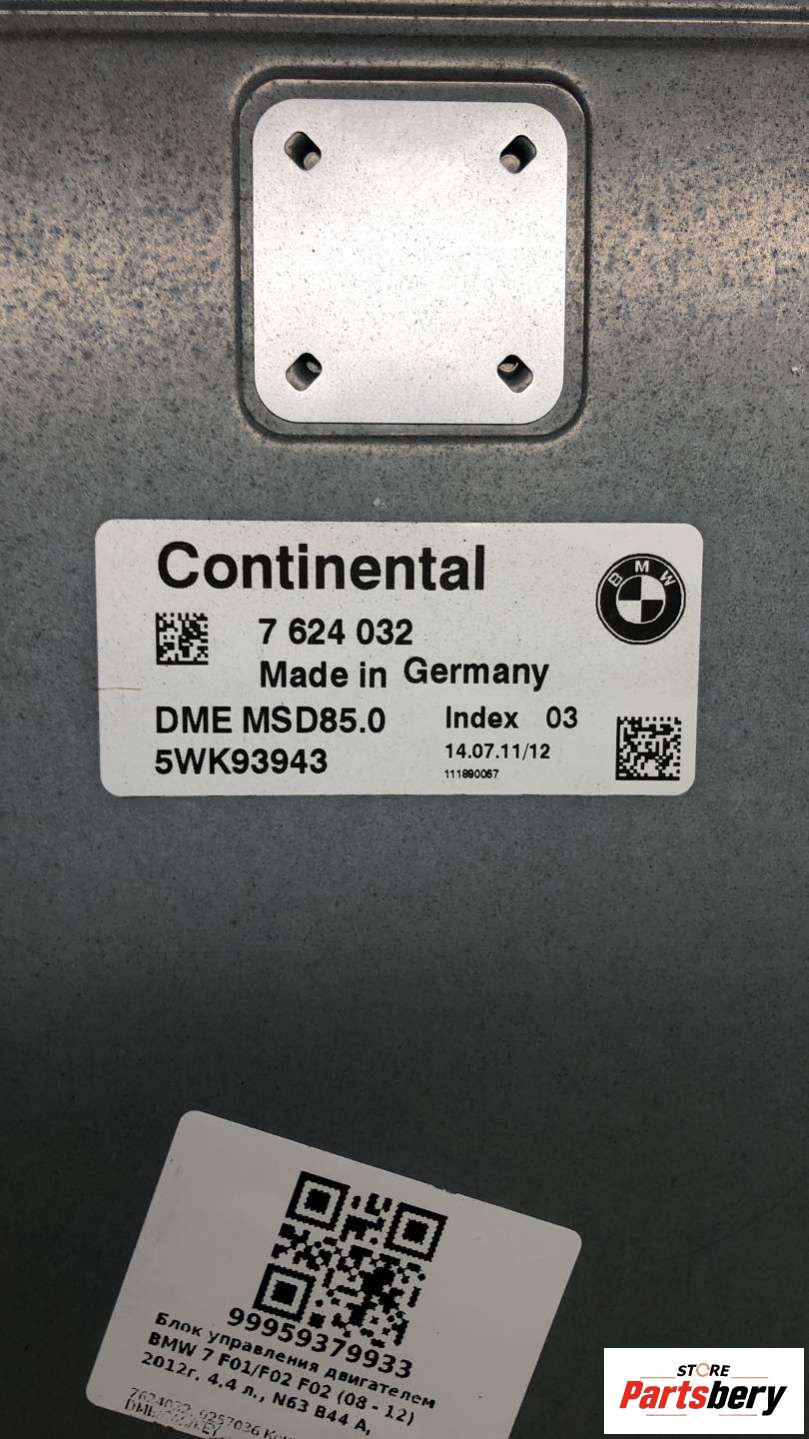 Continental
BMW
7 624 032
Made in Germany
DME MSD85.0 Index 03
5WK93943 14.07.11/12
111890067
99959379933
Блок управления двигателем
BMW 7 F01/F02 F02 (08 - 12)
2012г. 4.4 л., N63 B44 A,
STORE
Partsbery